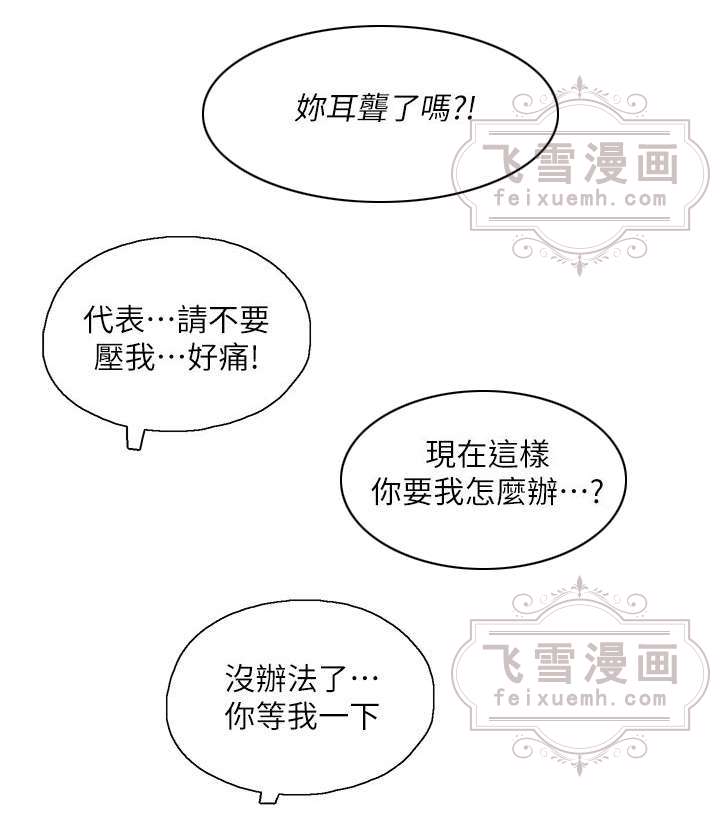 妳耳聾了嗎?!
飞雪漫画
feixuemh.com
代表…請不要
壓我…好痛!
現在這樣
你要我怎麼辦…?
沒辦法了…
你等我一下
飞雪漫画
feixuemh.com